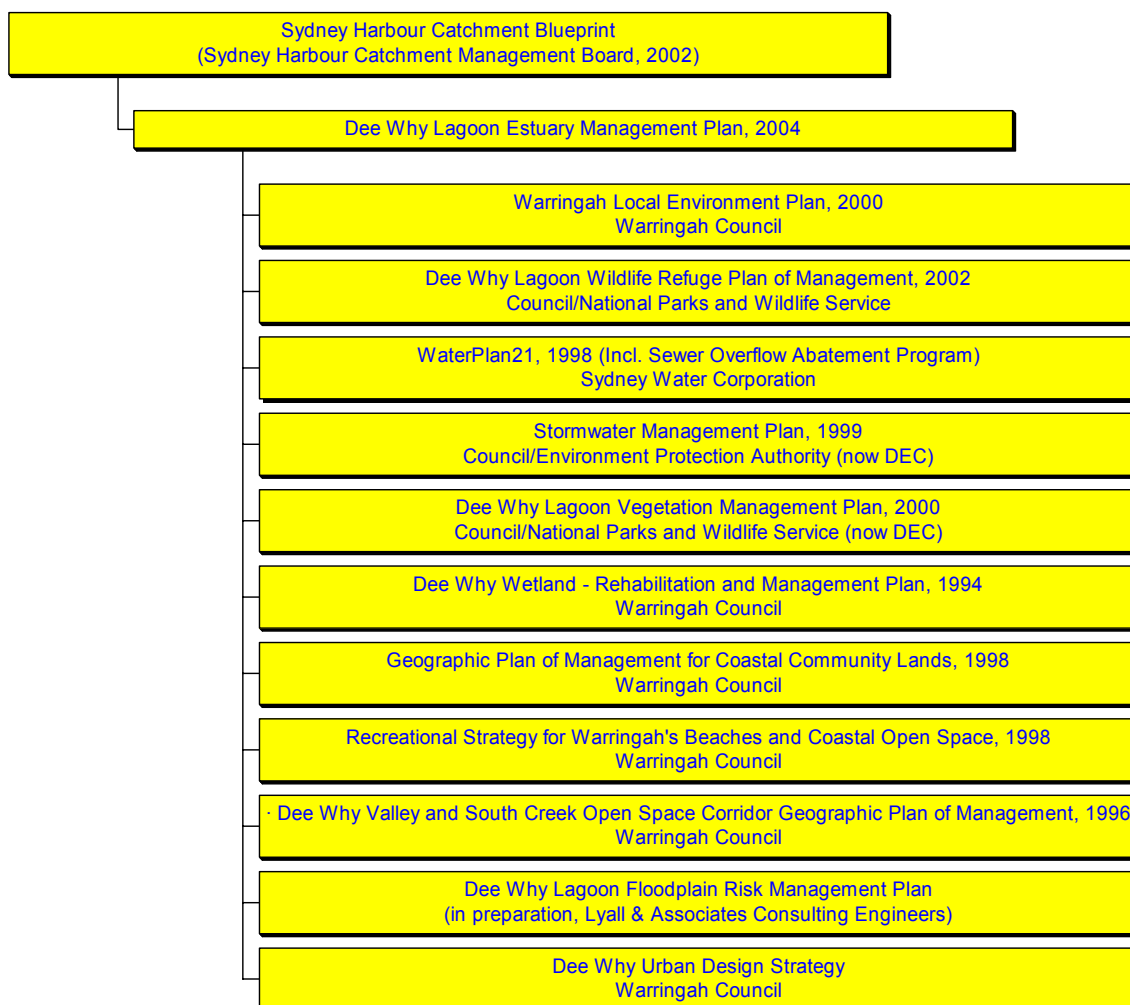 Sydney Harbour Catchment Blueprint
(Sydney Harbour Catchment Management Board, 2002)
Dee Why Lagoon Estuary Management Plan, 2004
Warringah Local Environment Plan, 2000
Warringah Council
Dee Why Lagoon Wildlife Refuge Plan of Management, 2002
Council/National Parks and Wildlife Service
WaterPlan21, 1998 (Incl. Sewer Overflow Abatement Program)
Sydney Water Corporation
Stormwater Management Plan, 1999
Council/Environment Protection Authority (now DEC)
Dee Why Lagoon Vegetation Management Plan, 2000
Council/National Parks and Wildlife Service (now DEC)
Dee Why Wetland - Rehabilitation and Management Plan, 1994
Warringah Council
Geographic Plan of Management for Coastal Community Lands, 1998
Warringah Council
Recreational Strategy for Warringah's Beaches and Coastal Open Space, 1998
Warringah Council
· Dee Why Valley and South Creek Open Space Corridor Geographic Plan of Management, 1996
Warringah Council
Dee Why Lagoon Floodplain Risk Management Plan
(in preparation, Lyall & Associates Consulting Engineers)
Dee Why Urban Design Strategy
Warringah Council